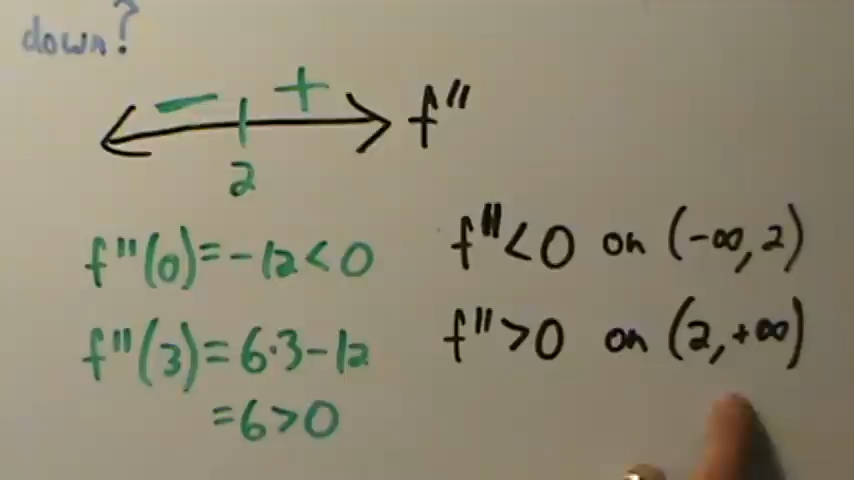 down?
- +
f''
2
f''(0)=-12<0
f''<0 on (-∞,2)
f''(3)=6·3-12
f''>0 on (2,+∞)
=6>0